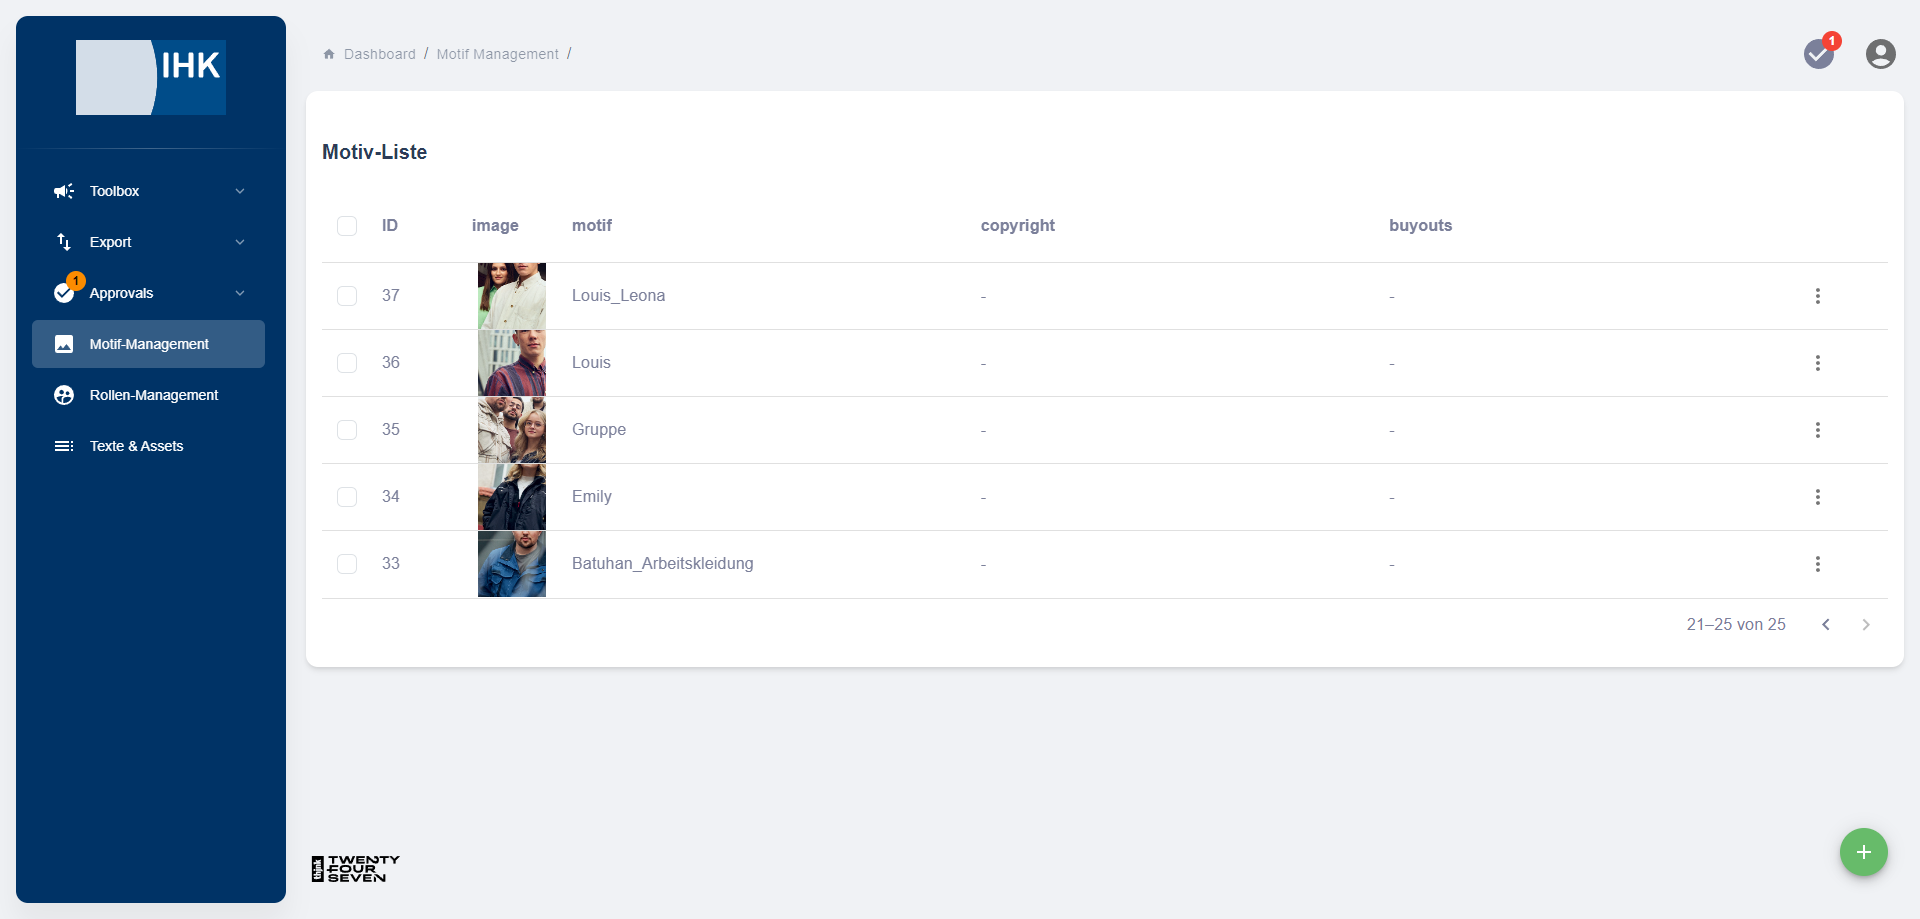 IHK
Toolbox
Export
1
Approvals
Motif-Management
Rollen-Management
Texte & Assets
Dashboard / Motif Management /
1
Motiv-Liste
ID image motif copyright buyouts
37 Louis_Leona - -
36 Louis - -
35 Gruppe - -
34 Emily - -
33 Batuhan_Arbeitskleidung - -
21–25 von 25
think
TWENTY
FOUR
SEVEN